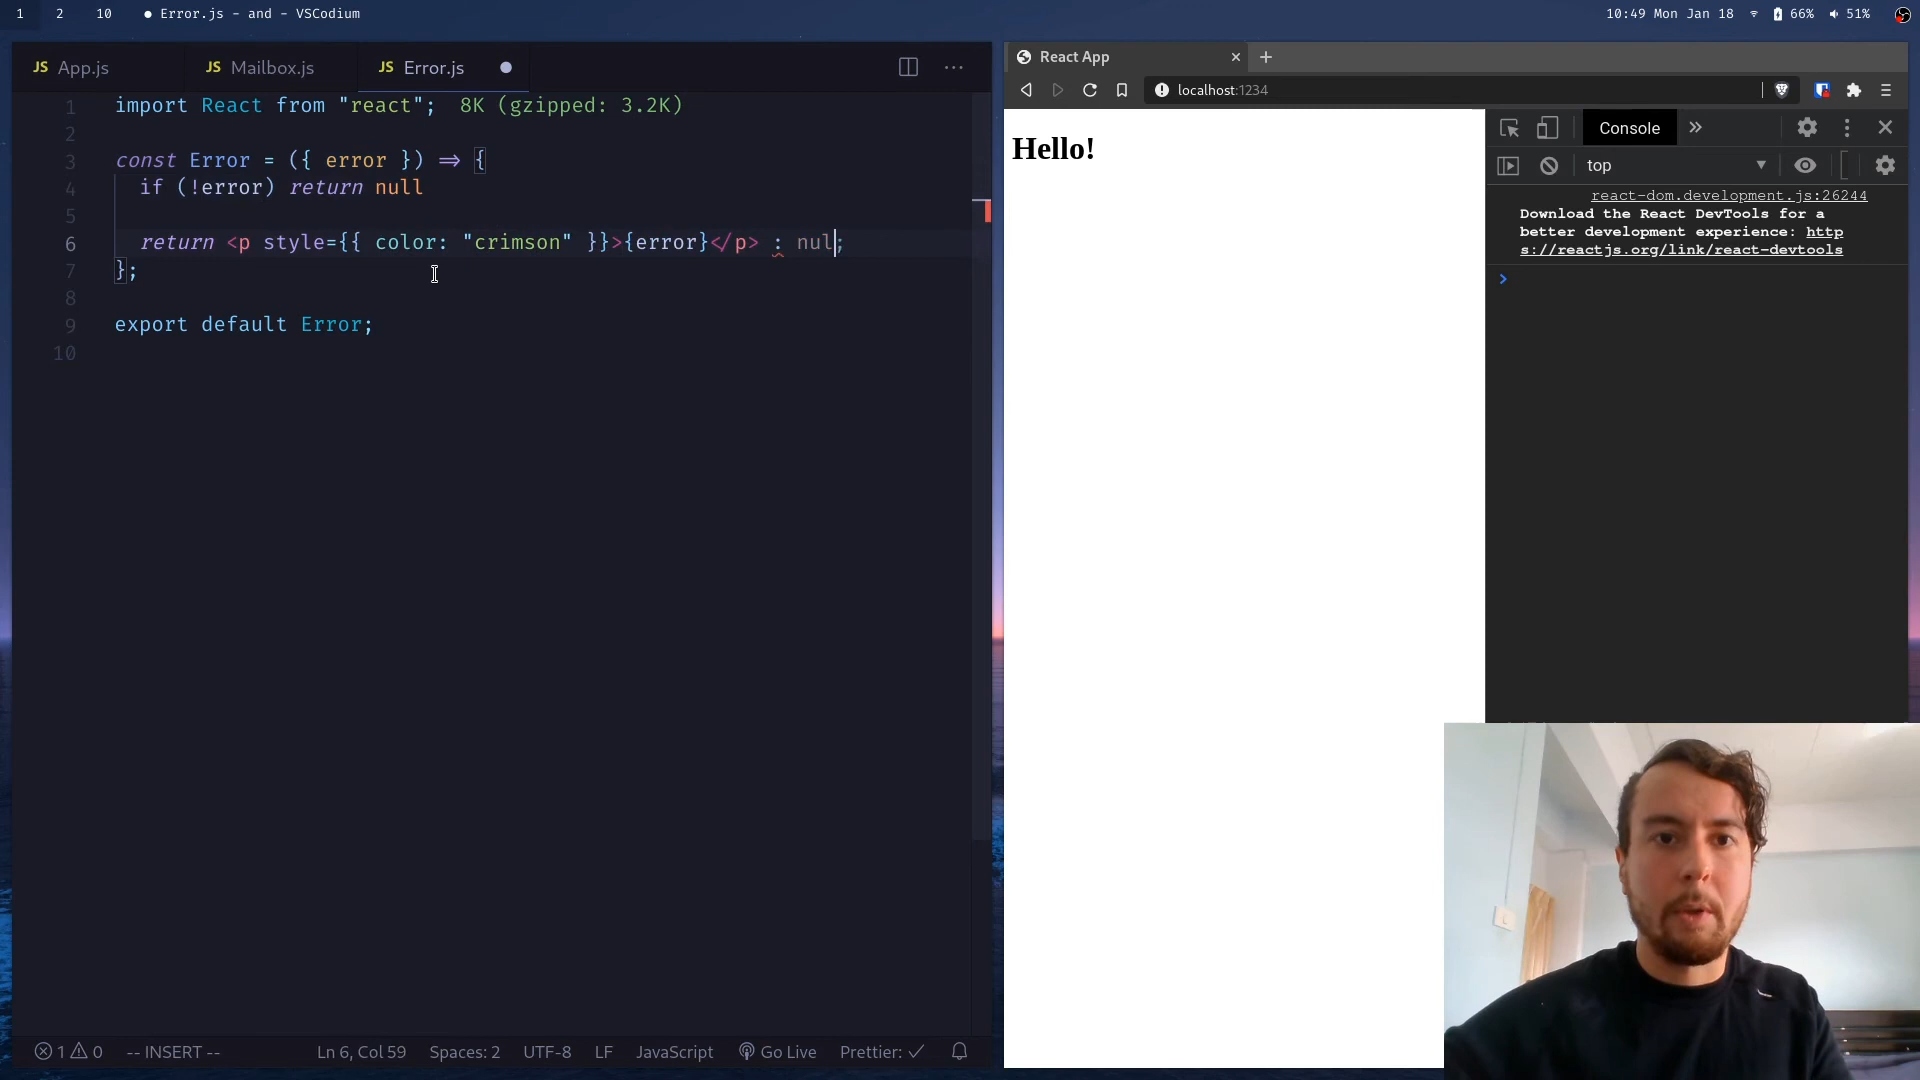 1 2 10 ● Error.js - and - VSCodium 10:49 Mon Jan 18 66% 51%
JS App.js JS Mailbox.js JS Error.js ● ···
1 import React from "react"; 8K (gzipped: 3.2K)
2
3 const Error = ({ error }) => {
4 if (!error) return null
5
6 return <p style={{ color: "crimson" }}>{error}</p> : nul;
7 };
8
9 export default Error;
10
1 0 -- INSERT -- Ln 6, Col 59 Spaces: 2 UTF-8 LF JavaScript Go Live Prettier: ✓
React App
localhost:1234
Hello!
Console
top
react-dom.development.js:26244
Download the React DevTools for a
better development experience: http
s://reactjs.org/link/react-devtools